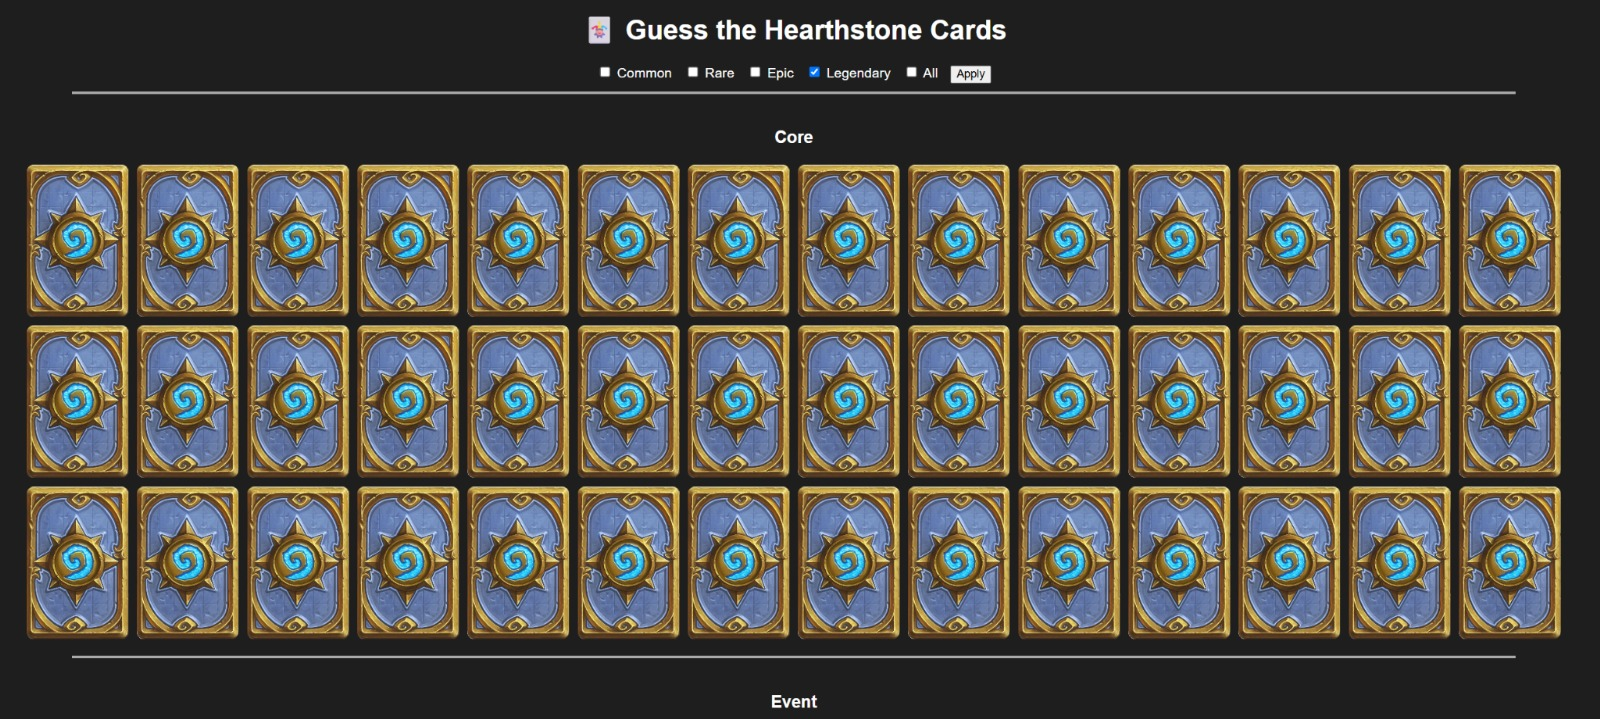 Guess the Hearthstone Cards
Common Rare Epic Legendary All Apply
Core
Event